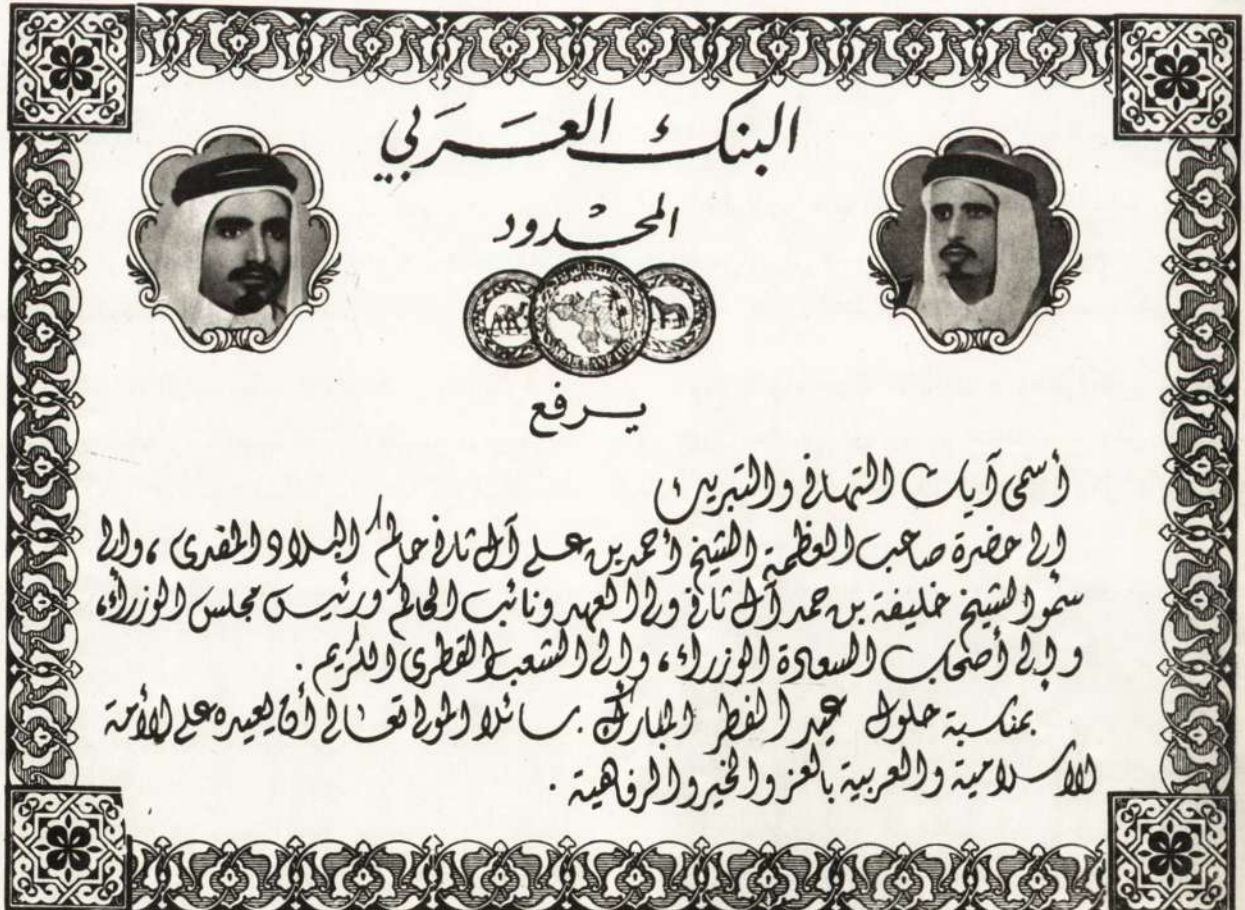 البنك العربي
المحدود
يرفع
أسمى آيات التهاني والتبريك
إلى حضرة صاحب العظمة الشيخ أحمد بن علي آل ثاني حاكم البلاد المفدى، وإلى
سمو الشيخ خليفة بن حمد آل ثاني ولي العهد ونائب الحاكم ورئيس مجلس الوزراء،
وإلى أصحاب السعادة الوزراء، وإلى الشعب القطري الكريم.
بمناسبة حلول عيد الفطر المبارك. سائلا المولى تعالى أن يعيده على الأمة
الإسلامية والعربية بالعز والخير والرفاهية.